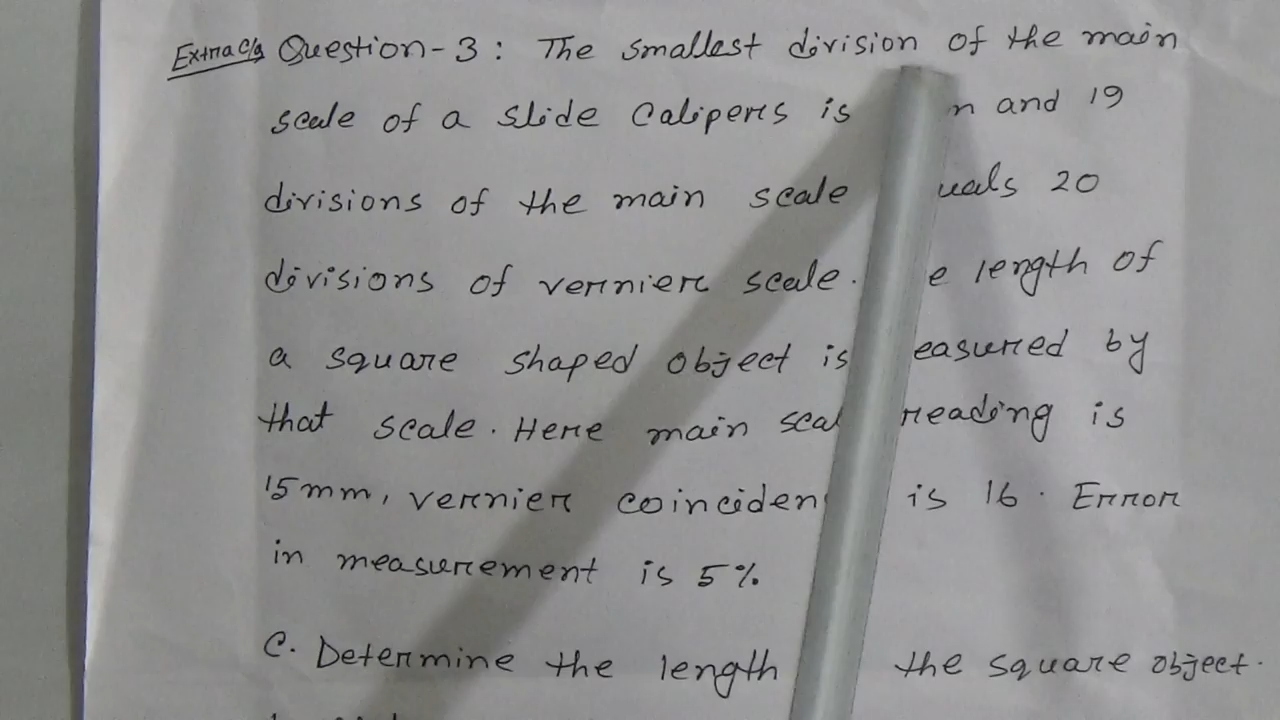 Extra c/q Question-3: The smallest division of the main
scale of a slide Calipers is n and 19
divisions of the main scale uals 20
divisions of vernier scale. e length of
a square shaped object is easured by
that scale. Here main scal reading is
15mm, vernier coinciden is 16. Error
in measurement is 5%.
C. Determine the length the square object.